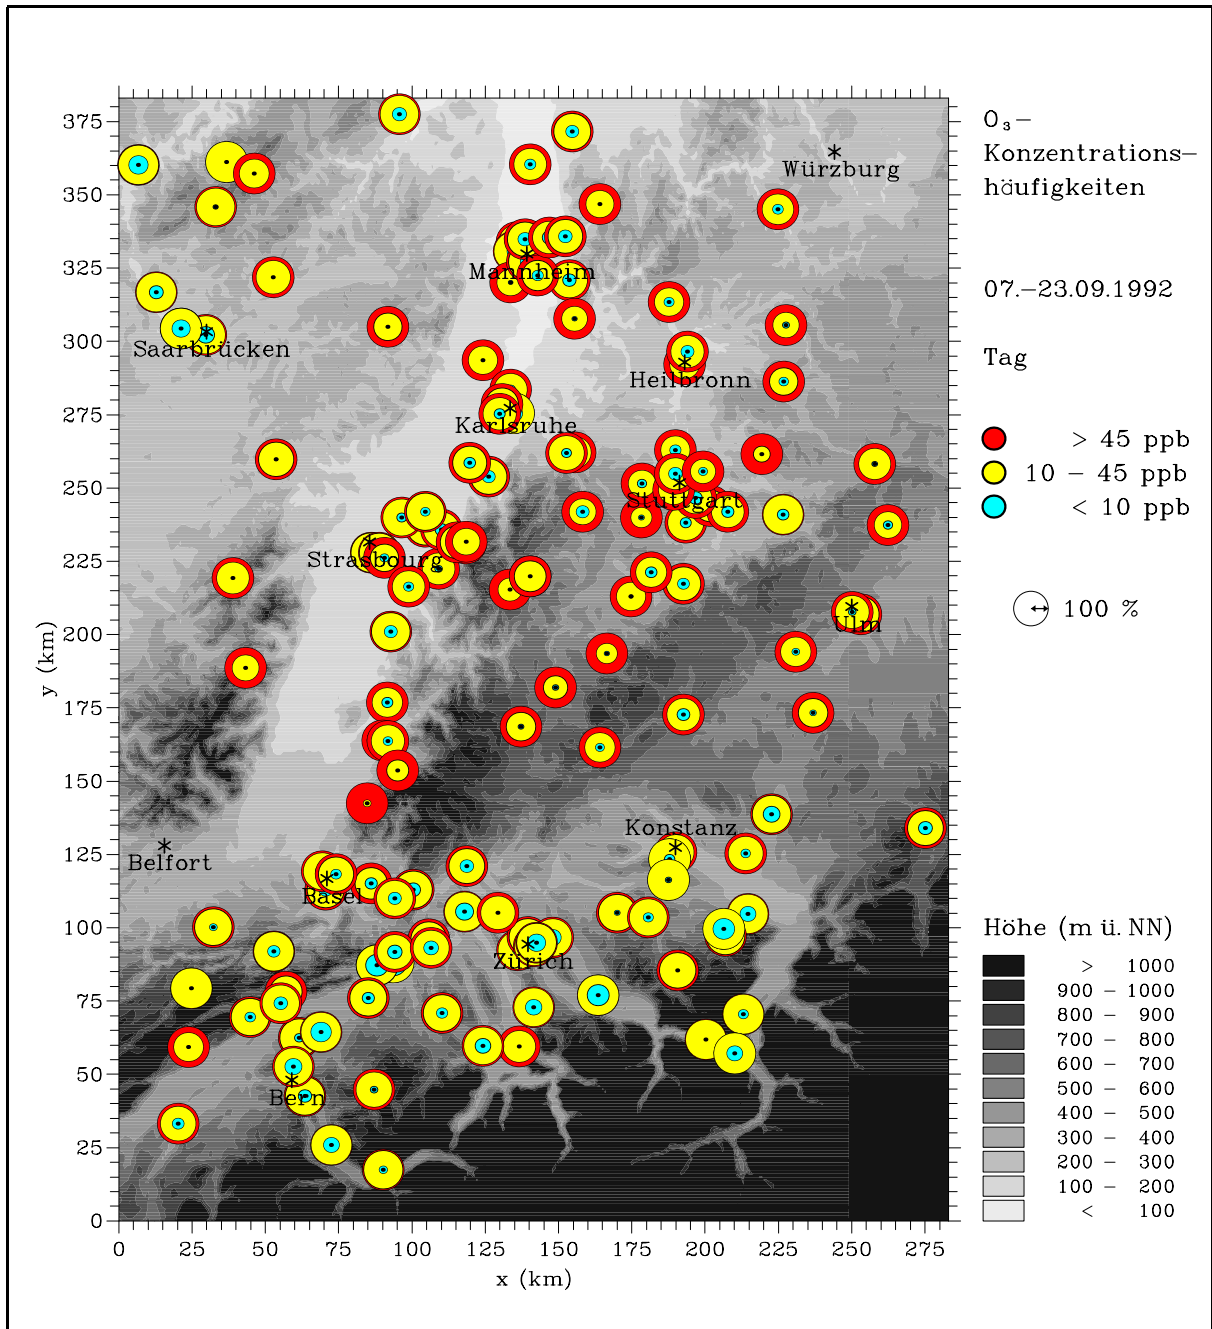 O₃−
Konzentrations−
häufigkeiten
07.−23.09.1992
Tag
> 45 ppb
10 − 45 ppb
< 10 ppb
100 %
Höhe (m ü. NN)
> 1000
900 − 1000
800 − 900
700 − 800
600 − 700
500 − 600
400 − 500
300 − 400
200 − 300
100 − 200
< 100
Würzburg
Mannheim
Saarbrücken
Heilbronn
Karlsruhe
Stuttgart
Strasbourg
Ulm
Konstanz
Belfort
Basel
Zürich
Bern
y (km)
375
350
325
300
275
250
225
200
175
150
125
100
75
50
25
0
0 25 50 75 100 125 150 175 200 225 250 275
x (km)